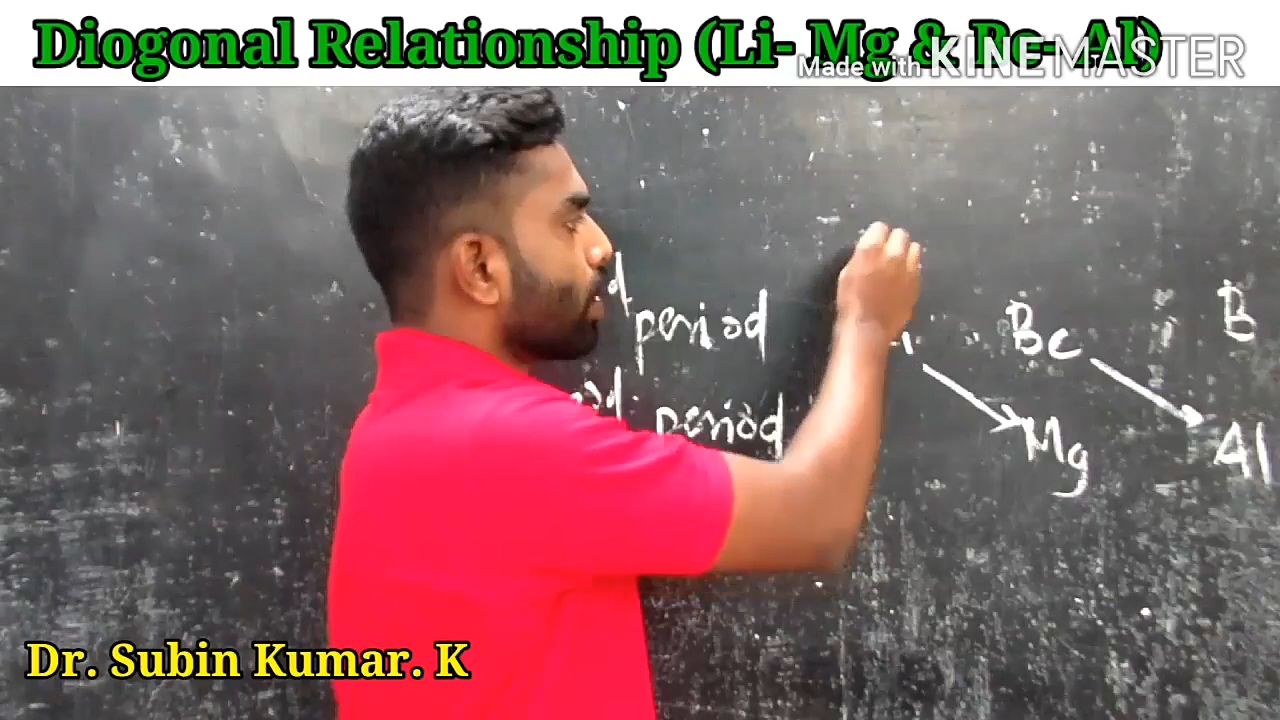 Diogonal Relationship (Li- Mg & Be- Al)
Made with KINEMASTER
period Be B
period Mg Al
Dr. Subin Kumar. K